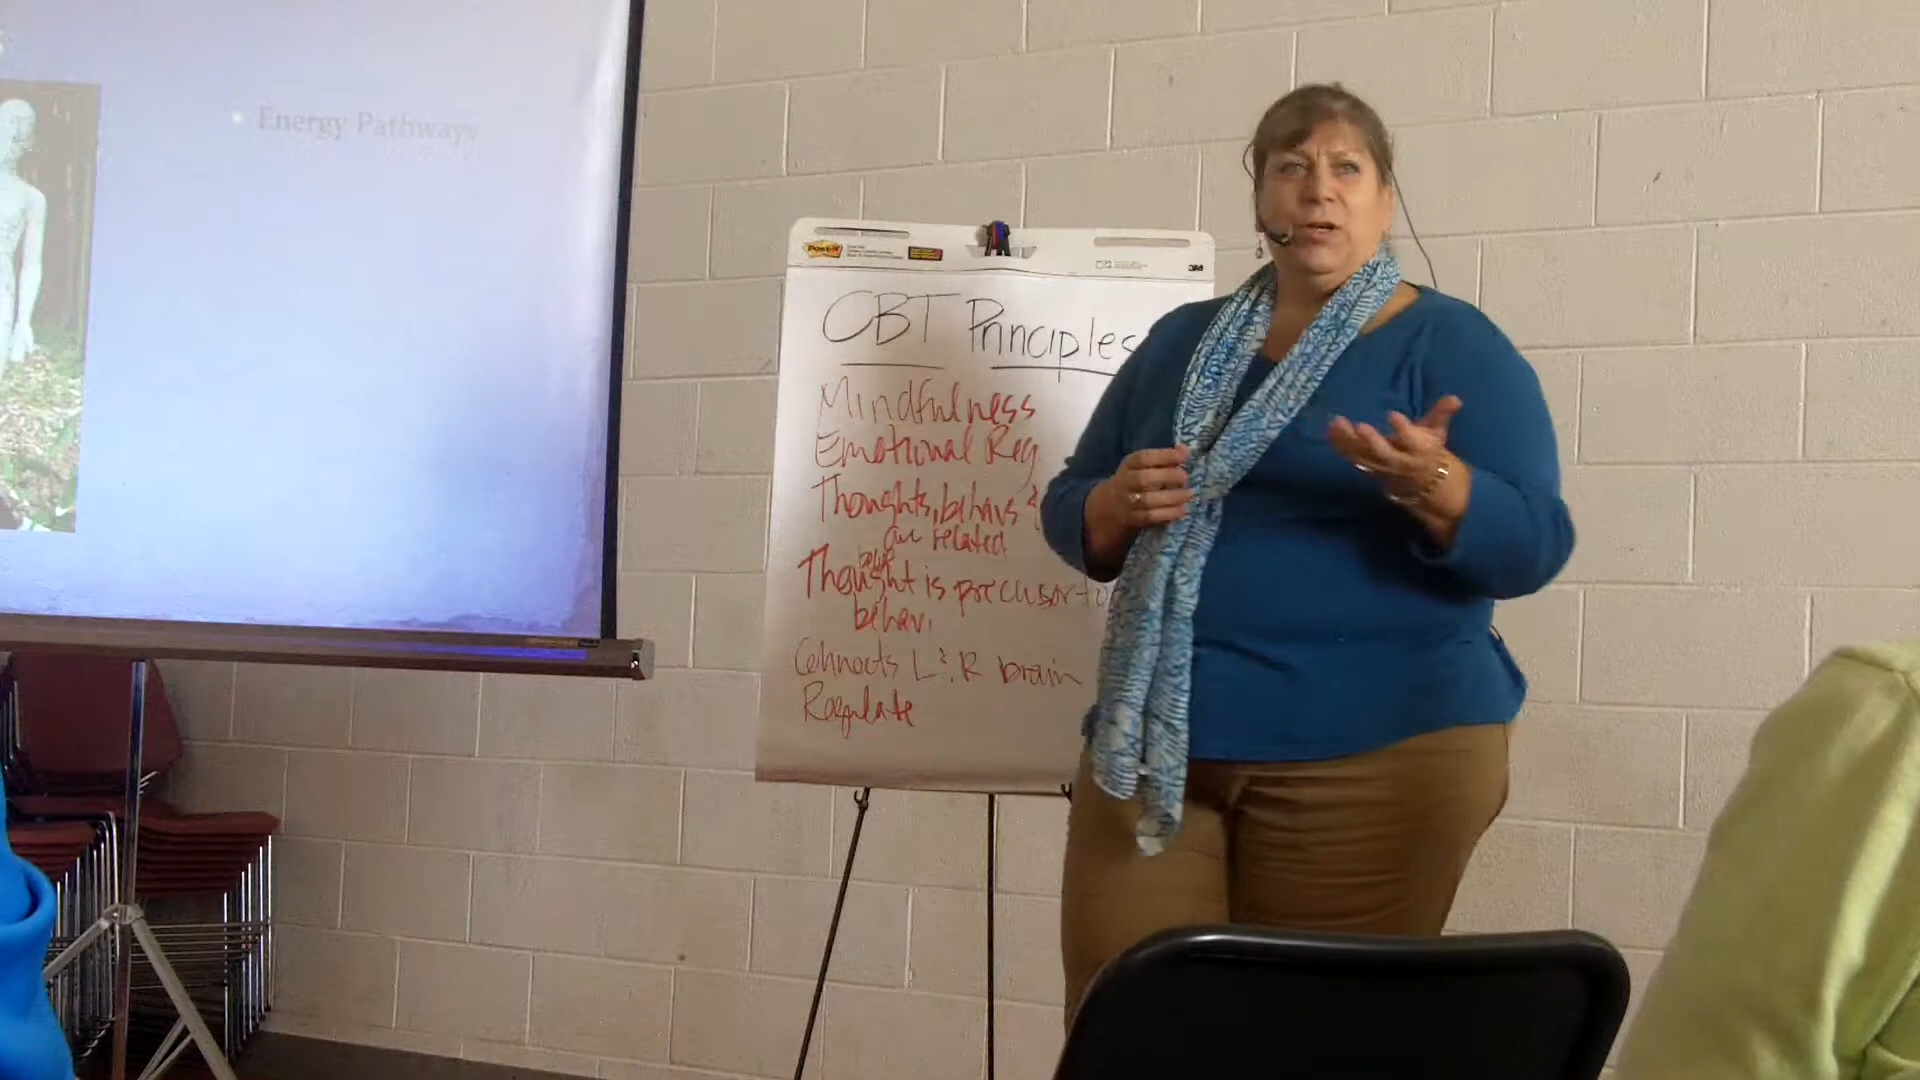 Energy Pathways
Post-it
3M
CBT Principles
Mindfulness
Emotional Reg
Thoughts, behavs &
are related
Thought is precursor to
behav.
Connects L & R brain
Regulate